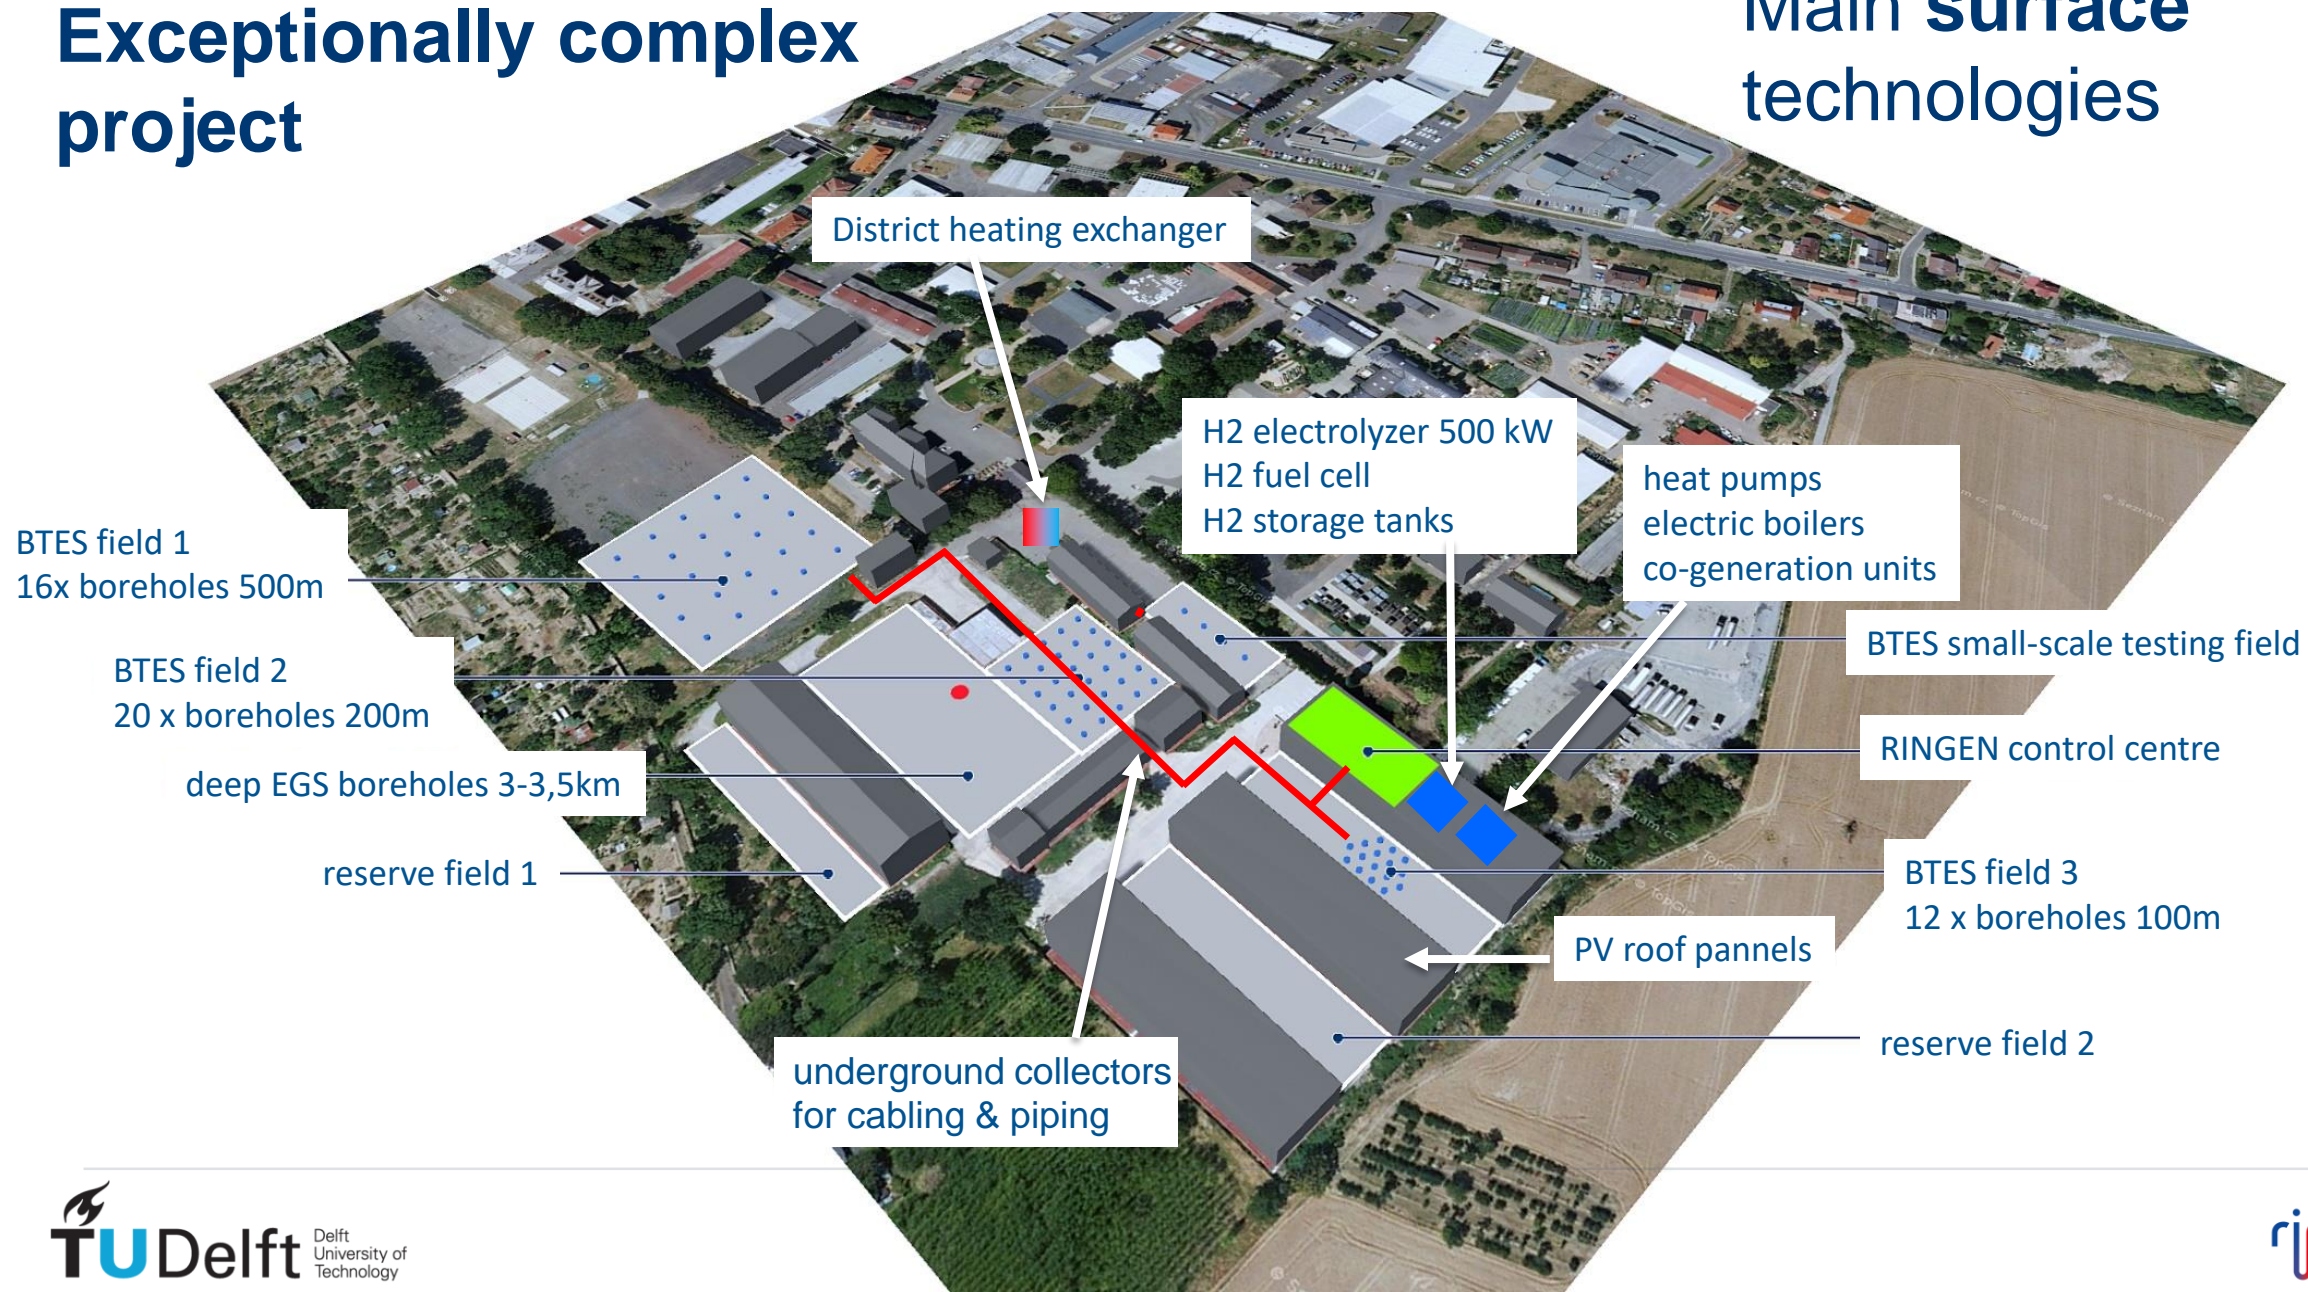 Exceptionally complex
project
Main surface
technologies
District heating exchanger
H2 electrolyzer 500 kW
H2 fuel cell
H2 storage tanks
heat pumps
electric boilers
co-generation units
BTES field 1
16x boreholes 500m
BTES small-scale testing field
BTES field 2
20 x boreholes 200m
RINGEN control centre
deep EGS boreholes 3-3,5km
reserve field 1
BTES field 3
12 x boreholes 100m
PV roof pannels
reserve field 2
underground collectors
for cabling & piping
TU Delft
Delft
University of
Technology